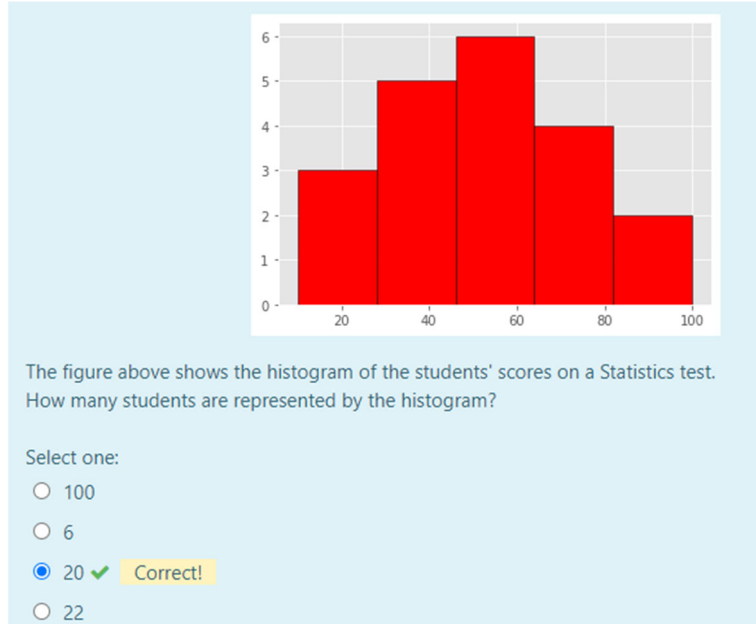 6
5
4
3
2
1
0
20 40 60 80 100
The figure above shows the histogram of the students' scores on a Statistics test.
How many students are represented by the histogram?
Select one:
100
6
20 Correct!
22